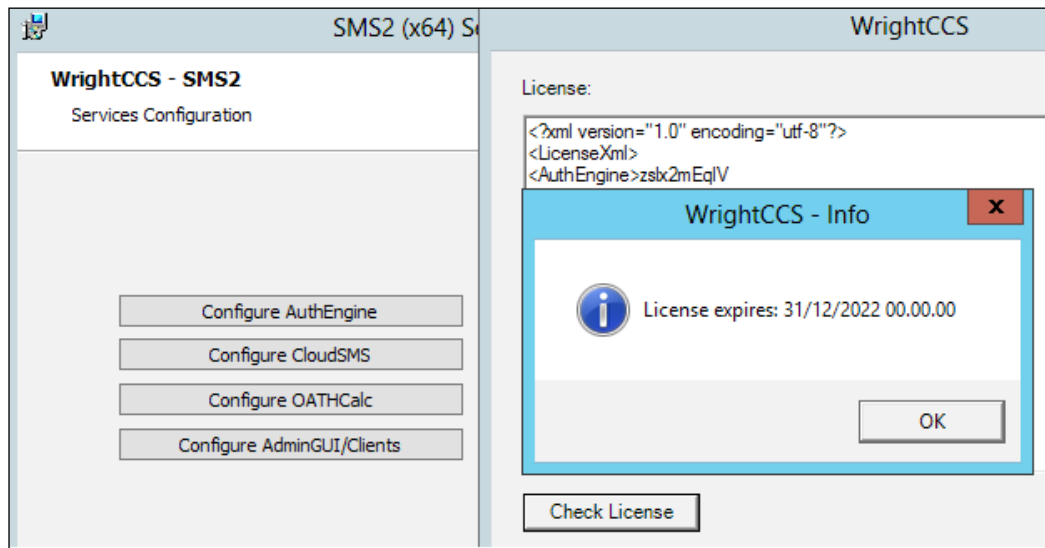 SMS2 (x64) Se
WrightCCS - SMS2
Services Configuration
Configure AuthEngine
Configure CloudSMS
Configure OATHCalc
Configure AdminGUI/Clients
WrightCCS
License:
<?xml version="1.0" encoding="utf-8"?>
<LicenseXml>
<AuthEngine>zslx2mEqlV
WrightCCS - Info
x
License expires: 31/12/2022 00.00.00
OK
Check License